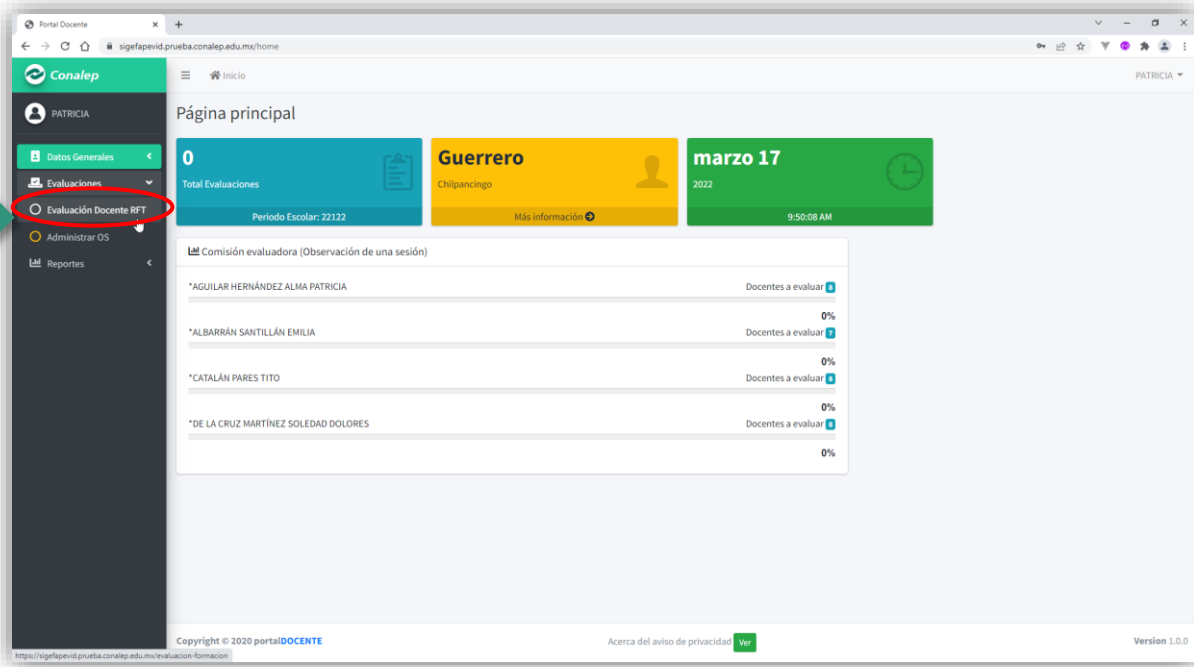 Portal Docente
sigefapevid.prueba.conalep.edu.mx/home
Conalep
Inicio
PATRICIA
PATRICIA
Página principal
Datos Generales
Evaluaciones
Evaluación Docente RFT
Administrar OS
Reportes
0
Total Evaluaciones
Periodo Escolar: 22122
Guerrero
Chilpancingo
Más información
marzo 17
2022
9:50:08 AM
Comisión evaluadora (Observación de una sesión)
*AGUILAR HERNÁNDEZ ALMA PATRICIA Docentes a evaluar 8
0%
*ALBARRÁN SANTILLÁN EMILIA Docentes a evaluar 7
0%
*CATALÁN PARES TITO Docentes a evaluar 8
0%
*DE LA CRUZ MARTÍNEZ SOLEDAD DOLORES Docentes a evaluar 8
0%
Copyright © 2020 portalDOCENTE
Acerca del aviso de privacidad Ver
Version 1.0.0
https://sigefapevid.prueba.conalep.edu.mx/evaluacion-formacion